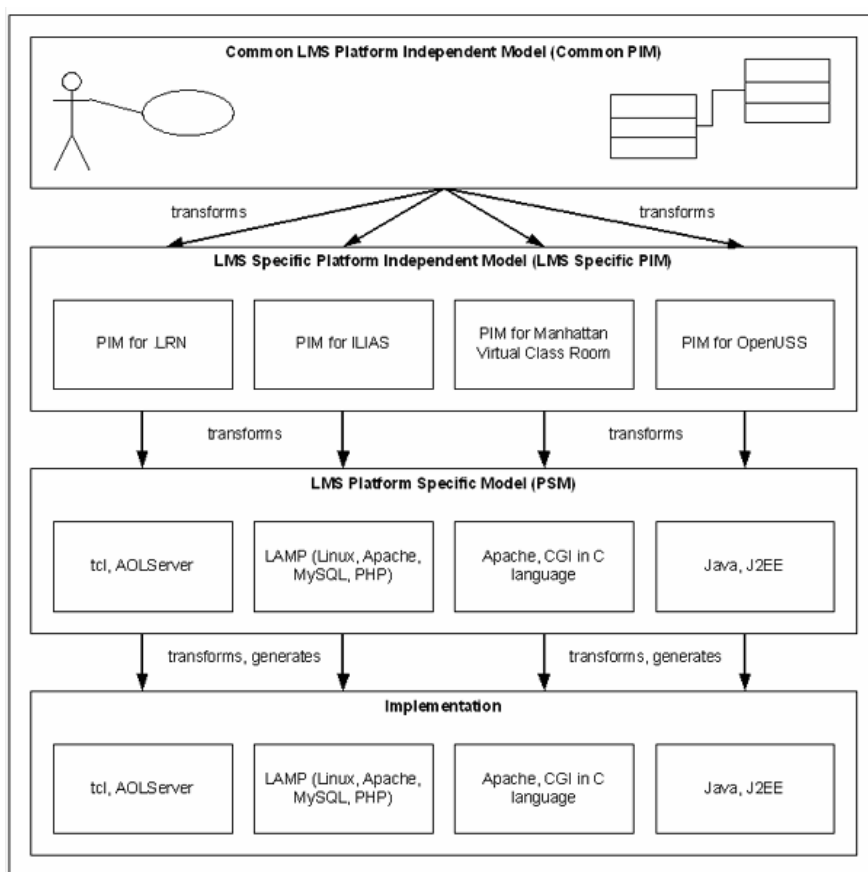 Common LMS Platform Independent Model (Common PIM)
transforms
transforms
LMS Specific Platform Independent Model (LMS Specific PIM)
PIM for .LRN
PIM for ILIAS
PIM for Manhattan
Virtual Class Room
PIM for OpenUSS
transforms
transforms
LMS Platform Specific Model (PSM)
tcl, AOLServer
LAMP (Linux, Apache,
MySQL, PHP)
Apache, CGI in C
language
Java, J2EE
transforms, generates
transforms, generates
Implementation
tcl, AOLServer
LAMP (Linux, Apache,
MySQL, PHP)
Apache, CGI in C
language
Java, J2EE